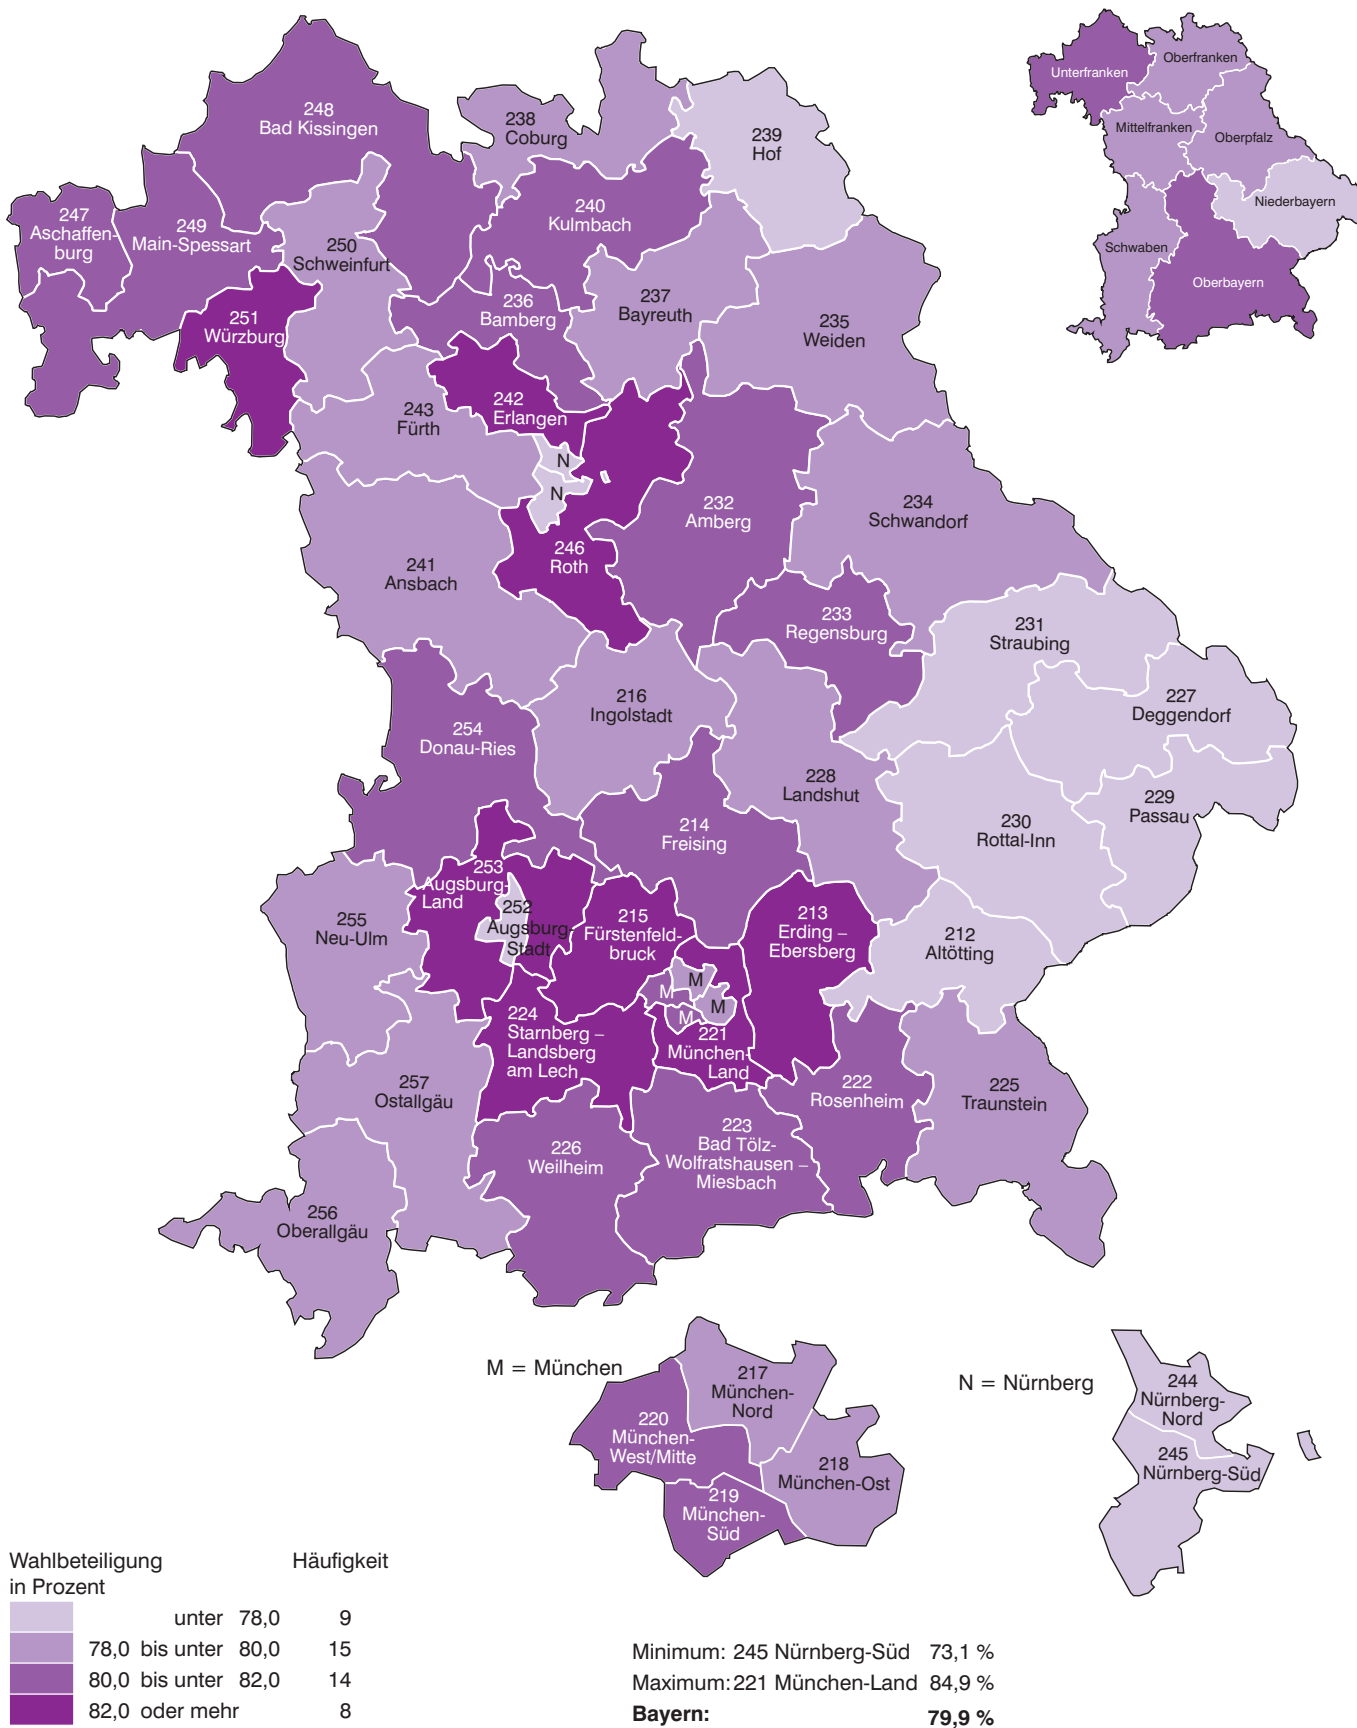 248
Bad Kissingen
238
Coburg
239
Hof
247
Aschaffen-
burg
249
Main-Spessart
250
Schweinfurt
240
Kulmbach
251
Würzburg
236
Bamberg
237
Bayreuth
235
Weiden
243
Fürth
242
Erlangen
N
N
232
Amberg
234
Schwandorf
241
Ansbach
246
Roth
233
Regensburg
231
Straubing
227
Deggendorf
216
Ingolstadt
254
Donau-Ries
228
Landshut
229
Passau
230
Rottal-Inn
214
Freising
253
Augsburg-
Land
252
Augsburg-
Stadt
215
Fürstenfeld-
bruck
213
Erding –
Ebersberg
255
Neu-Ulm
212
Altötting
M
M
M
M
224
Starnberg –
Landsberg
am Lech
221
München-
Land
222
Rosenheim
225
Traunstein
257
Ostallgäu
226
Weilheim
223
Bad Tölz-
Wolfratshausen –
Miesbach
256
Oberallgäu
Unterfranken
Oberfranken
Mittelfranken
Oberpfalz
Niederbayern
Schwaben
Oberbayern
M = München
217
München-
Nord
220
München-
West/Mitte
218
München-Ost
219
München-
Süd
N = Nürnberg
244
Nürnberg-
Nord
245
Nürnberg-Süd
Wahlbeteiligung Häufigkeit
in Prozent
unter 78,0 9
78,0 bis unter 80,0 15
80,0 bis unter 82,0 14
82,0 oder mehr 8
Minimum: 245 Nürnberg-Süd 73,1 %
Maximum: 221 München-Land 84,9 %
Bayern: 79,9 %